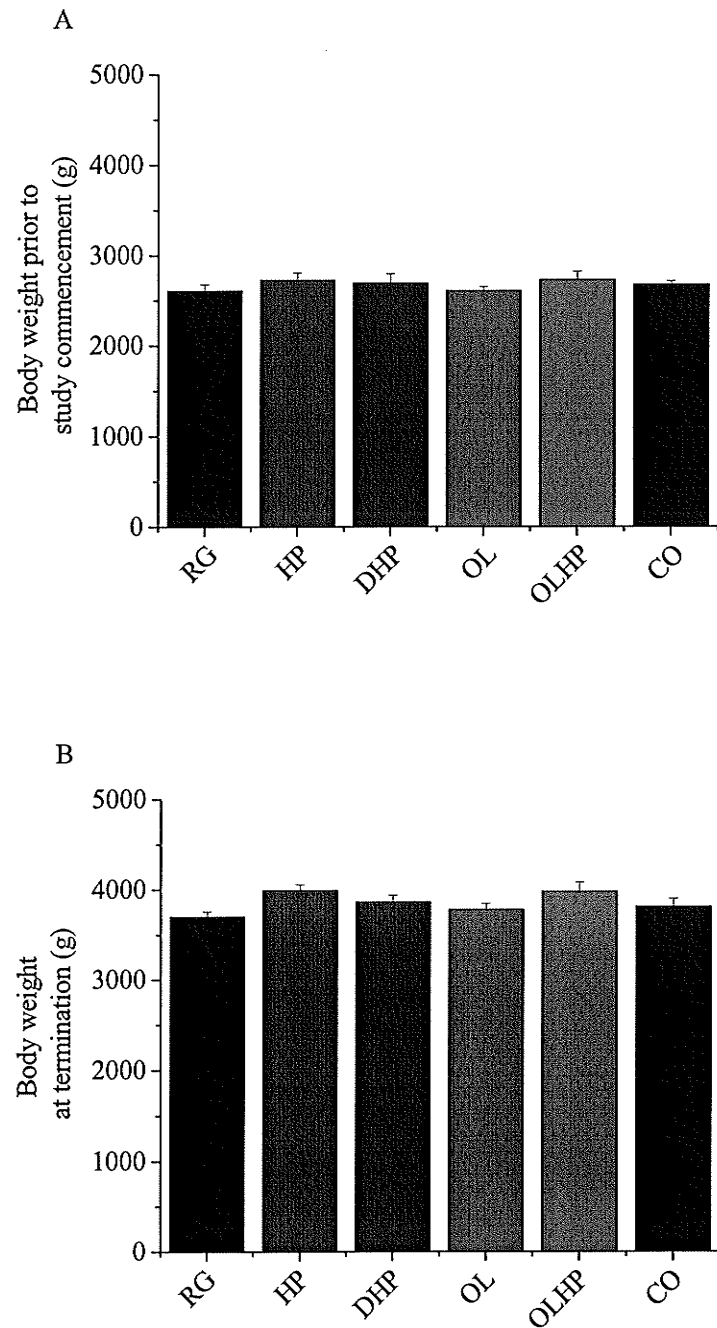 A
Body weight prior to
study commencement (g)
5000
4000
3000
2000
1000
0
RG
HP
DHP
OL
OLHP
CO
B
Body weight
at termination (g)
5000
4000
3000
2000
1000
0
RG
HP
DHP
OL
OLHP
CO